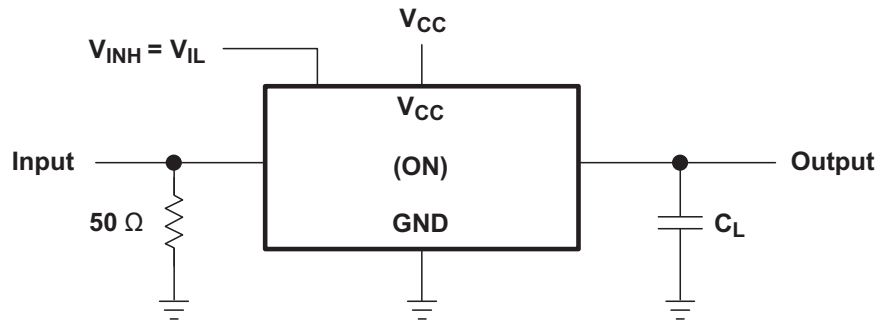 V_CC
V_INH = V_IL
V_CC
Input
(ON)
Output
50 Ω
GND
C_L